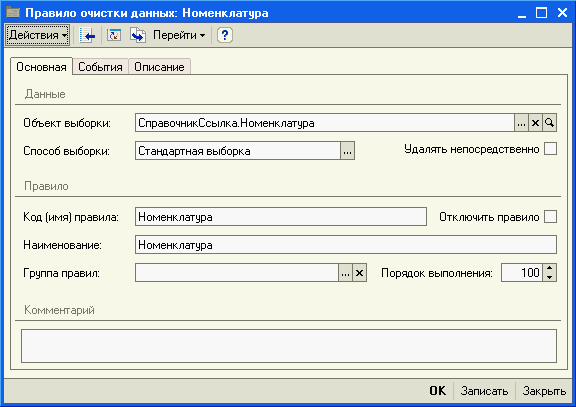 Правило очистки данных: Номенклатура
Действия Перейти ?
Основная События Описание
Данные
Объект выборки: СправочникСсылка.Номенклатура ...
Способ выборки: Стандартная выборка ... Удалять непосредственно
Правило
Код (имя) правила: Номенклатура Отключить правило
Наименование: Номенклатура
Группа правил: ... Порядок выполнения: 100
Комментарий
OK Записать Закрыть